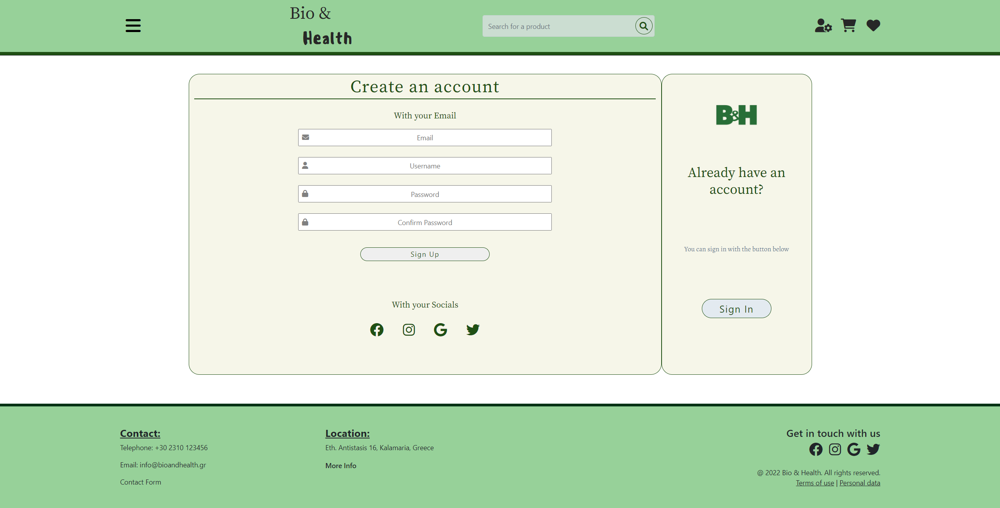 Bio &
Health
Search for a product
Create an account
With your Email
Email
Username
Password
Confirm Password
Sign Up
With your Socials
B&H
Already have an
account?
You can sign in with the button below
Sign In
Contact:
Telephone: +30 2310 123456
Email: info@bioandhealth.gr
Contact Form
Location:
Eth. Antistasis 16, Kalamaria, Greece
More Info
Get in touch with us
@ 2022 Bio & Health. All rights reserved.
Terms of use | Personal data